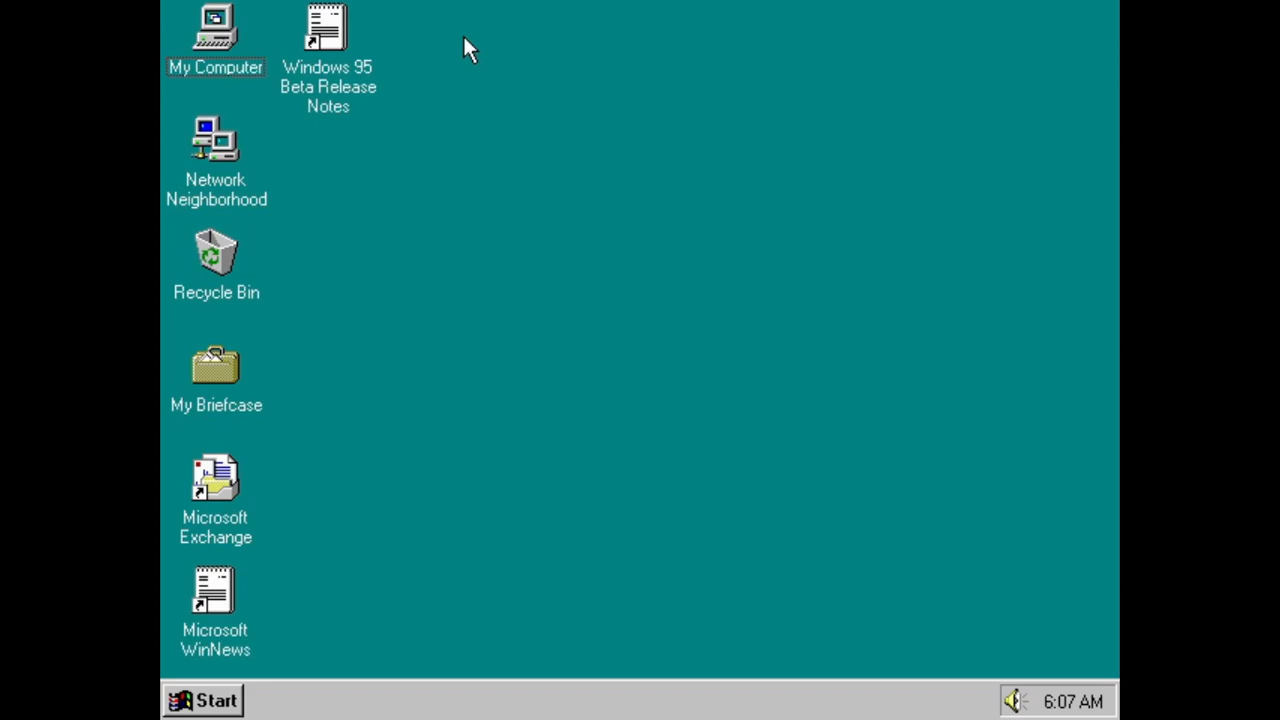 My Computer
Windows 95
Beta Release
Notes
Network
Neighborhood
Recycle Bin
My Briefcase
Microsoft
Exchange
Microsoft
WinNews
Start
6:07 AM